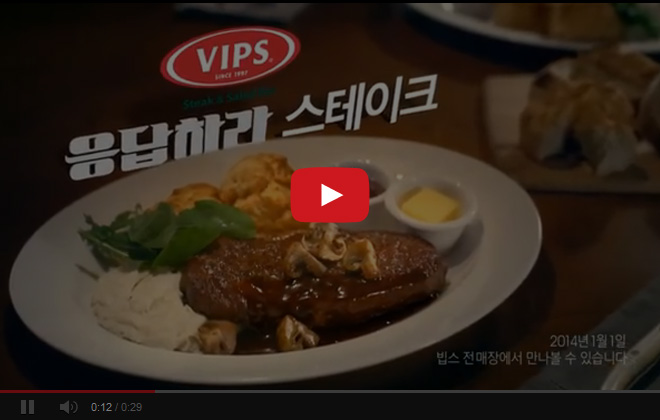 VIPS
SINCE 1997
Steak & Salad
응답하라 스테이크
2014년 1월 1일
빕스 전매장에서 만나볼 수 있습니다
0:12 / 0:29